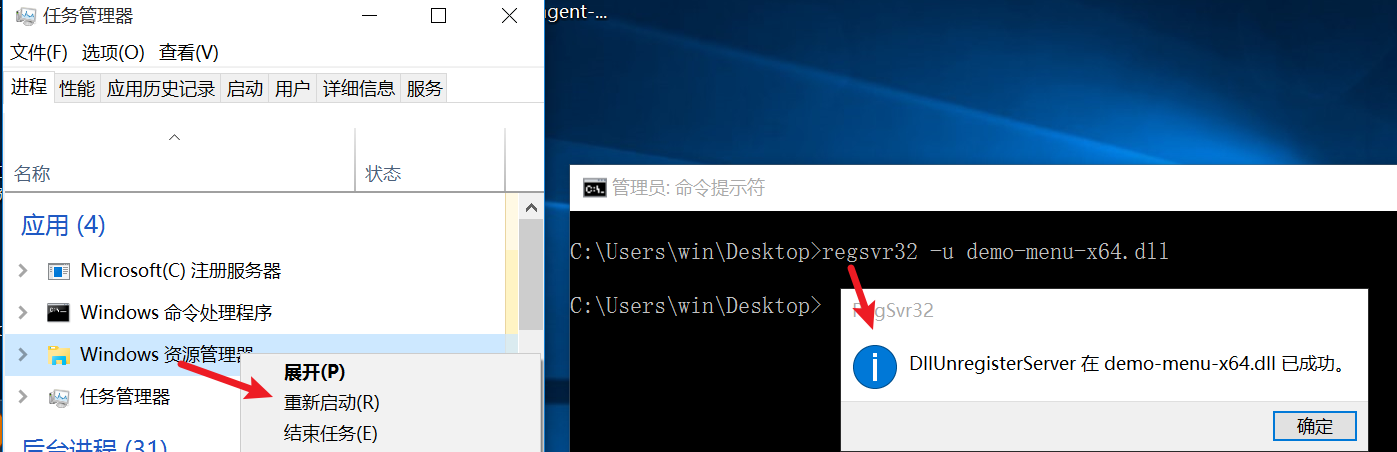 任务管理器
gent-...
文件(F) 选项(O) 查看(V)
进程 性能 应用历史记录 启动 用户 详细信息 服务
名称 状态
应用 (4)
Microsoft(C) 注册服务器
Windows 命令处理程序
Windows 资源管理器
任务管理器
后台进程 (31)
展开(P)
重新启动(R)
结束任务(E)
管理员: 命令提示符
C:\Users\win\Desktop>regsvr32 -u demo-menu-x64.dll
C:\Users\win\Desktop>
RegSvr32
DllUnregisterServer 在 demo-menu-x64.dll 已成功。
确定